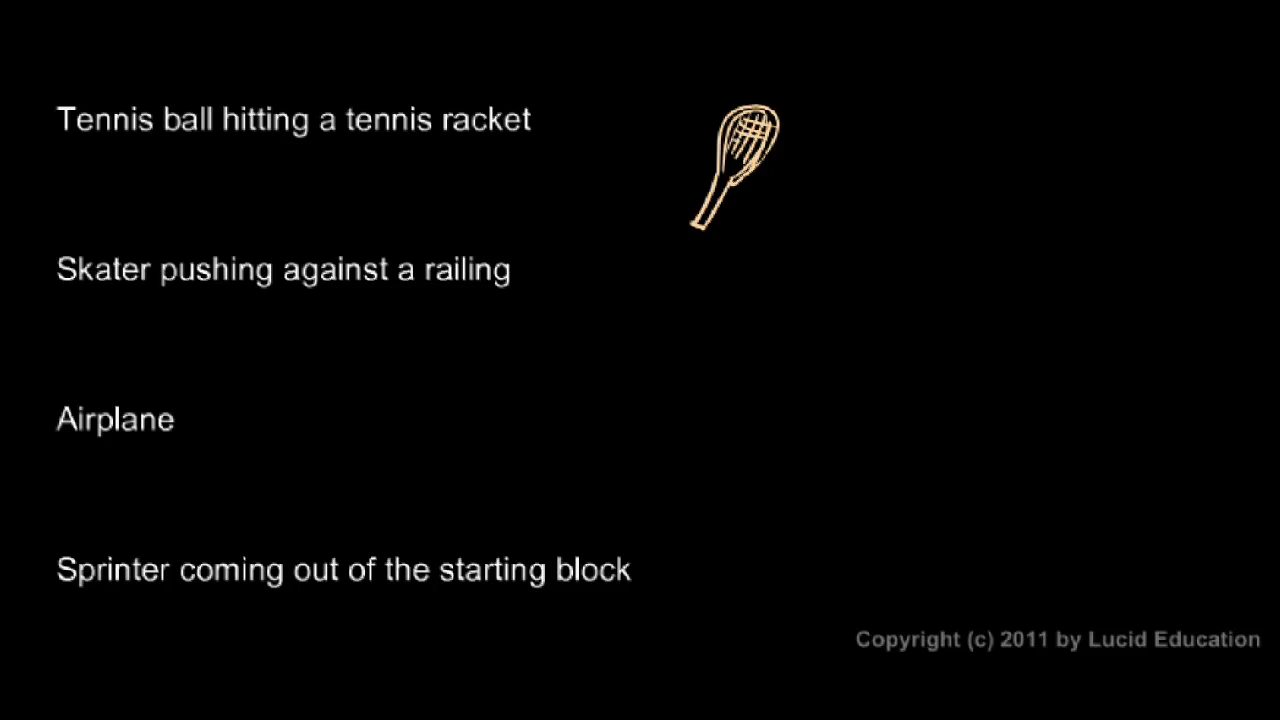 Tennis ball hitting a tennis racket
Skater pushing against a railing
Airplane
Sprinter coming out of the starting block
Copyright (c) 2011 by Lucid Education